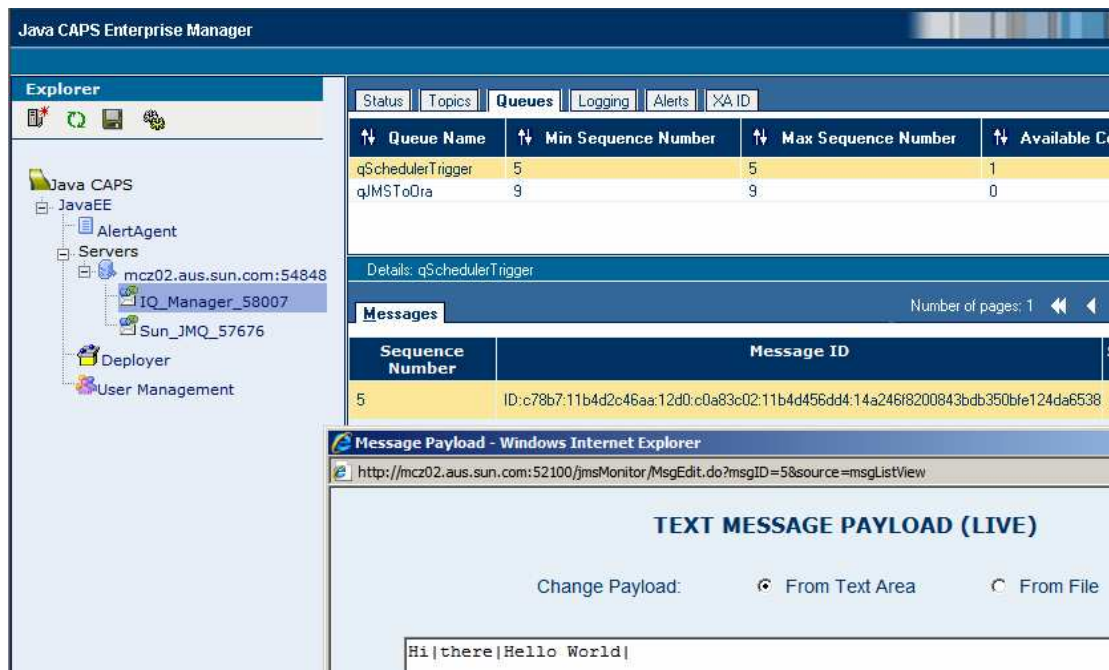 Java CAPS Enterprise Manager
Explorer
Java CAPS
JavaEE
AlertAgent
Servers
mcz02.aus.sun.com:54848
IQ_Manager_58007
Sun_JMQ_57676
Deployer
User Management
Status Topics Queues Logging Alerts XA ID
Queue Name Min Sequence Number Max Sequence Number Available
qSchedulerTrigger 5 5 1
qJMSToOra 9 9 0
Details: qSchedulerTrigger
Messages Number of pages: 1
Sequence Number Message ID
5 ID:c78b7:11b4d2c46aa:12d0:c0a83c02:11b4d456dd4:14a246f8200843bdb350bfe124da6538
Message Payload - Windows Internet Explorer
http://mcz02.aus.sun.com:52100/jmsMonitor/MsgEdit.do?msgID=5&source=msgListView
TEXT MESSAGE PAYLOAD (LIVE)
Change Payload: From Text Area From File
Hi|there|Hello World|